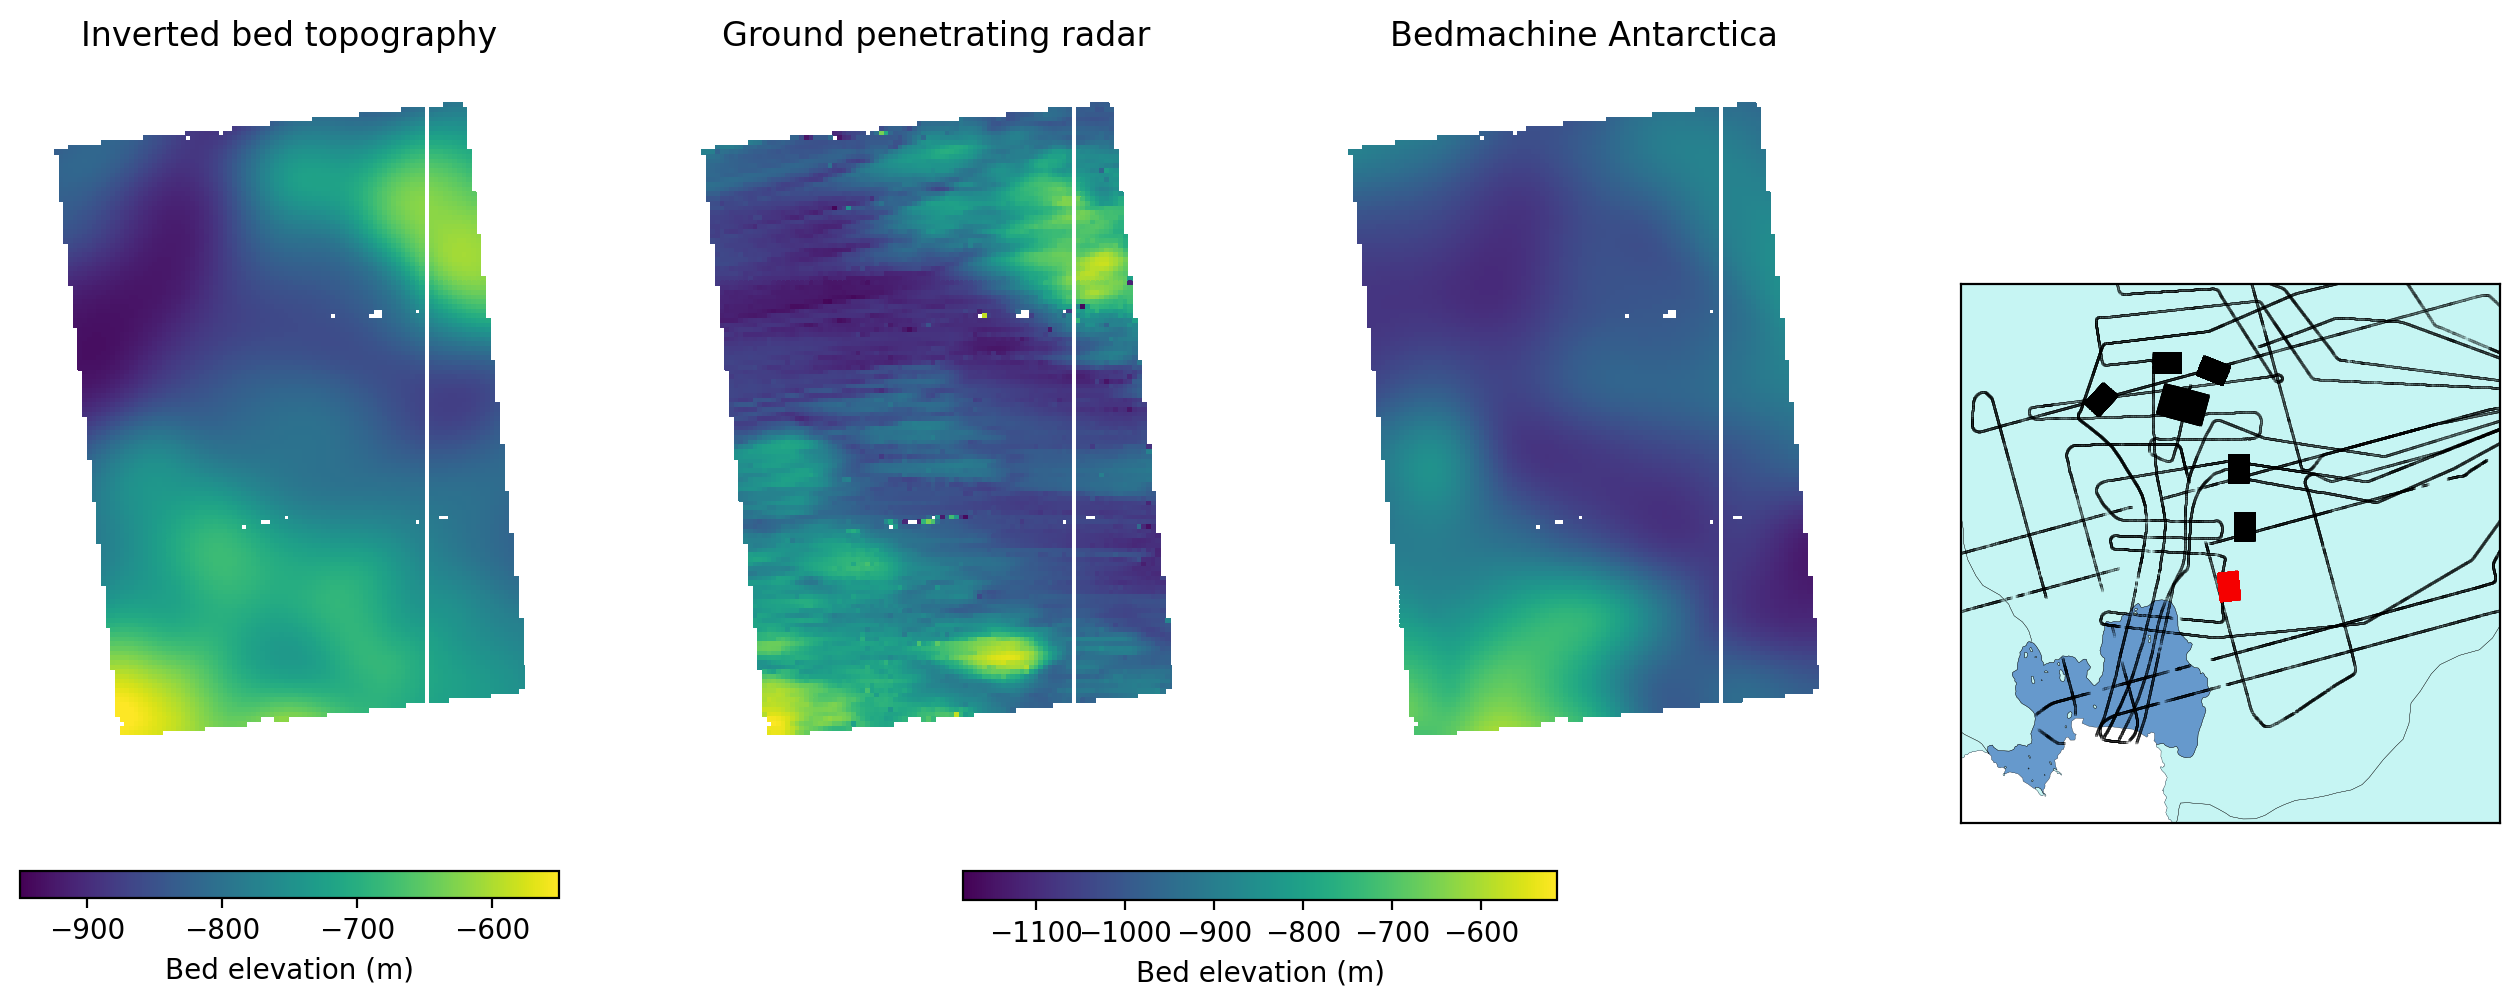 Inverted bed topography
Ground penetrating radar
Bedmachine Antarctica
−900 −800 −700 −600
Bed elevation (m)
−1100 −1000 −900 −800 −700 −600
Bed elevation (m)